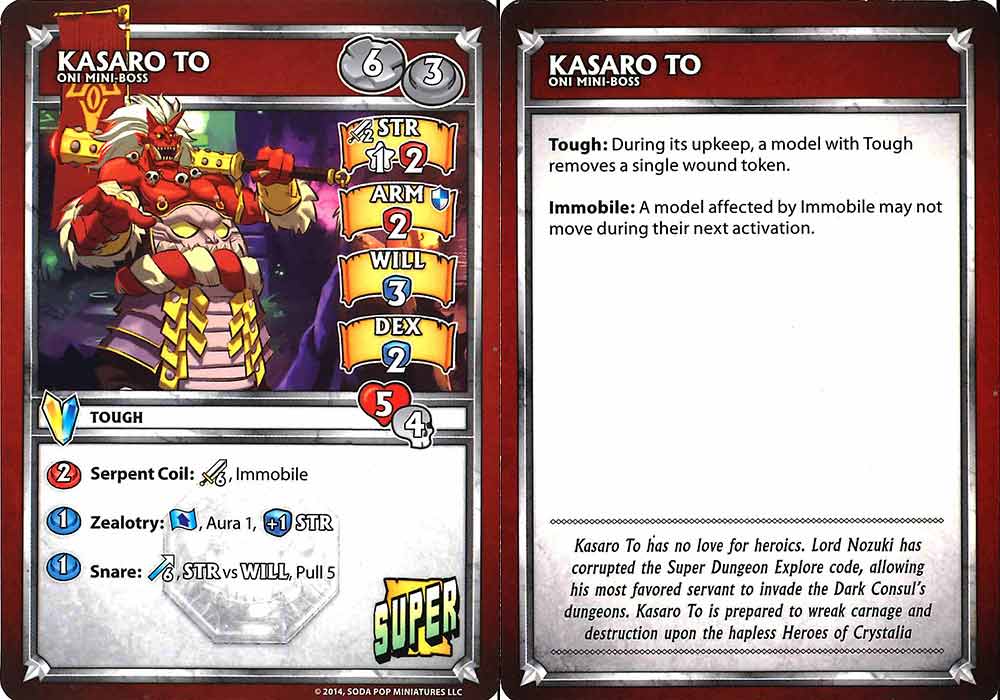 KASARO TO
ONI MINI-BOSS
6 3
STR
1 2
ARM
2
WILL
3
DEX
2
5
TOUGH
4
2 Serpent Coil: 6, Immobile
1 Zealotry: , Aura 1, +1 STR
1 Snare: 6, STR vs WILL, Pull 5
SUPER
© 2014, SODA POP MINIATURES LLC
KASARO TO
ONI MINI-BOSS
Tough: During its upkeep, a model with Tough
removes a single wound token.
Immobile: A model affected by Immobile may not
move during their next activation.
Kasaro To has no love for heroics. Lord Nozuki has
corrupted the Super Dungeon Explore code, allowing
his most favored servant to invade the Dark Consul's
dungeons. Kasaro To is prepared to wreak carnage and
destruction upon the hapless Heroes of Crystalia